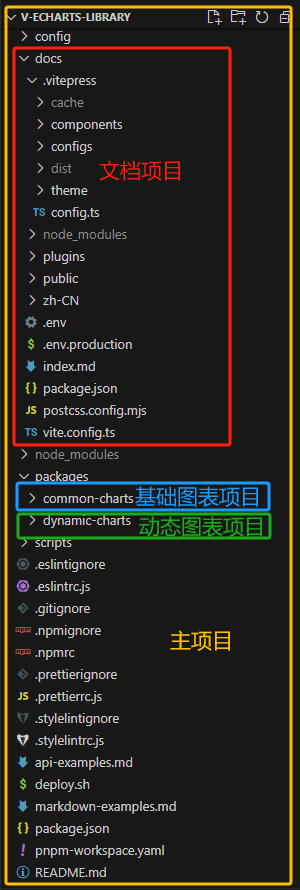 V-ECHARTS-LIBRARY
config
docs
.vitepress
cache
components
configs
dist
文档项目
theme
TS config.ts
node_modules
plugins
public
zh-CN
.env
$ .env.production
index.md
{} package.json
JS postcss.config.mjs
TS vite.config.ts
node_modules
packages
common-charts 基础图表项目
dynamic-charts 动态图表项目
scripts
.eslintignore
.eslintrc.js
.gitignore
npm .npmignore
npm .npmrc
主项目
.prettierignore
JS .prettierrc.js
.stylelintignore
.stylelintrc.js
api-examples.md
$ deploy.sh
markdown-examples.md
{} package.json
! pnpm-workspace.yaml
README.md